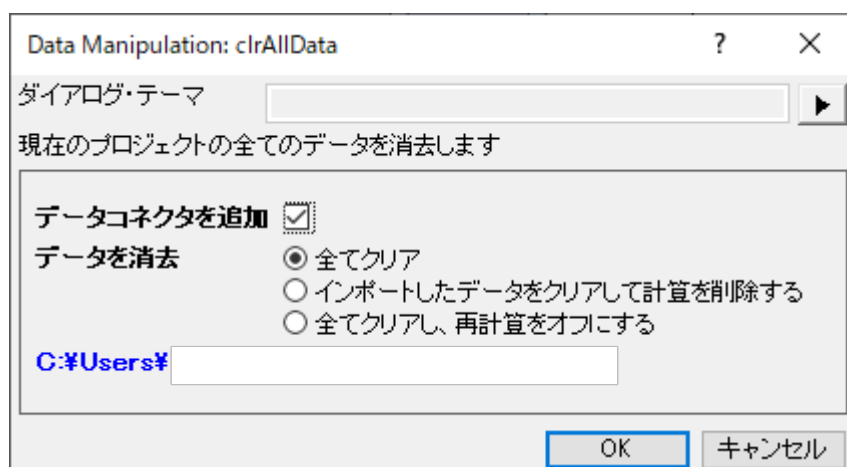 Data Manipulation: clrAllData ? ×
ダイアログ・テーマ
現在のプロジェクトの全てのデータを消去します
データコネクタを追加
データを消去 全てクリア
インポートしたデータをクリアして計算を削除する
全てクリアし、再計算をオフにする
C:¥Users¥
OK キャンセル